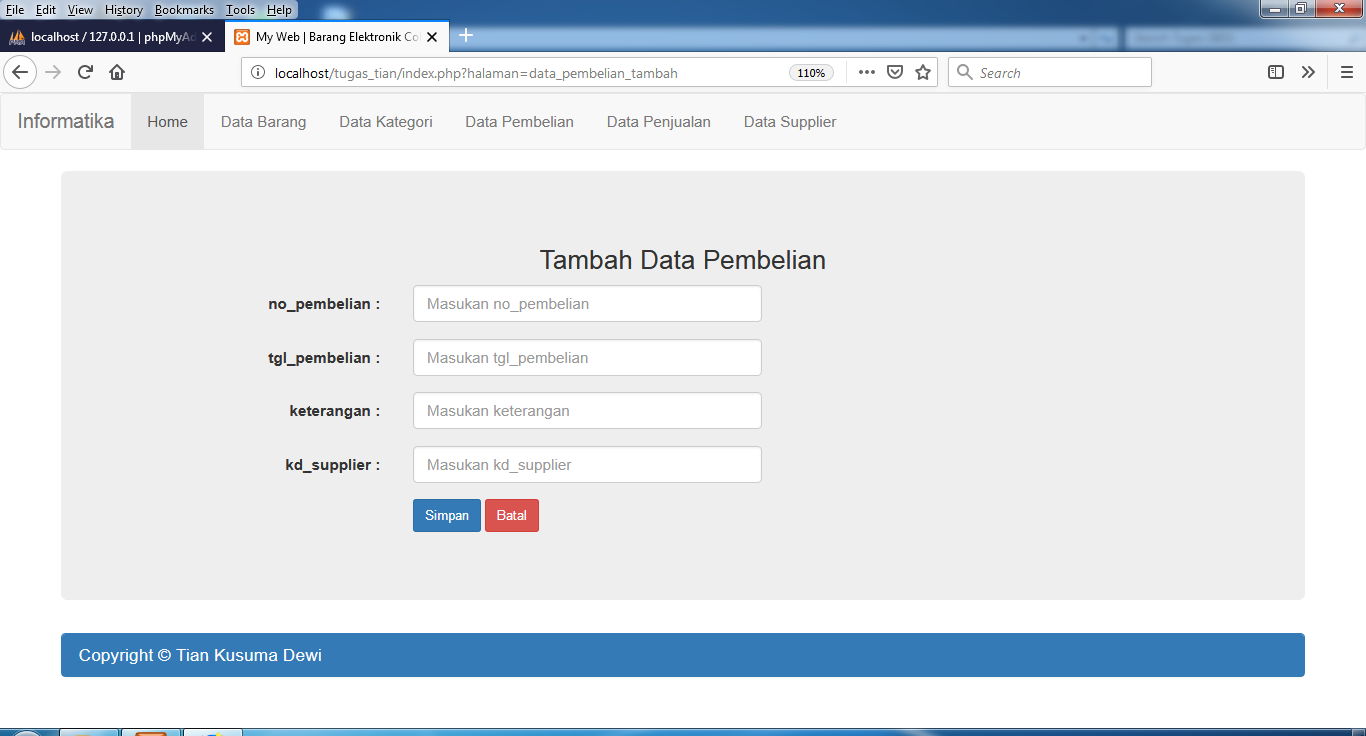 File Edit View History Bookmarks Tools Help
localhost / 127.0.0.1 | phpMyAd
My Web | Barang Elektronik Co
localhost/tugas_tian/index.php?halaman=data_pembelian_tambah
110%
Search
Informatika Home Data Barang Data Kategori Data Pembelian Data Penjualan Data Supplier
Tambah Data Pembelian
no_pembelian : Masukan no_pembelian
tgl_pembelian : Masukan tgl_pembelian
keterangan : Masukan keterangan
kd_supplier : Masukan kd_supplier
Simpan Batal
Copyright © Tian Kusuma Dewi